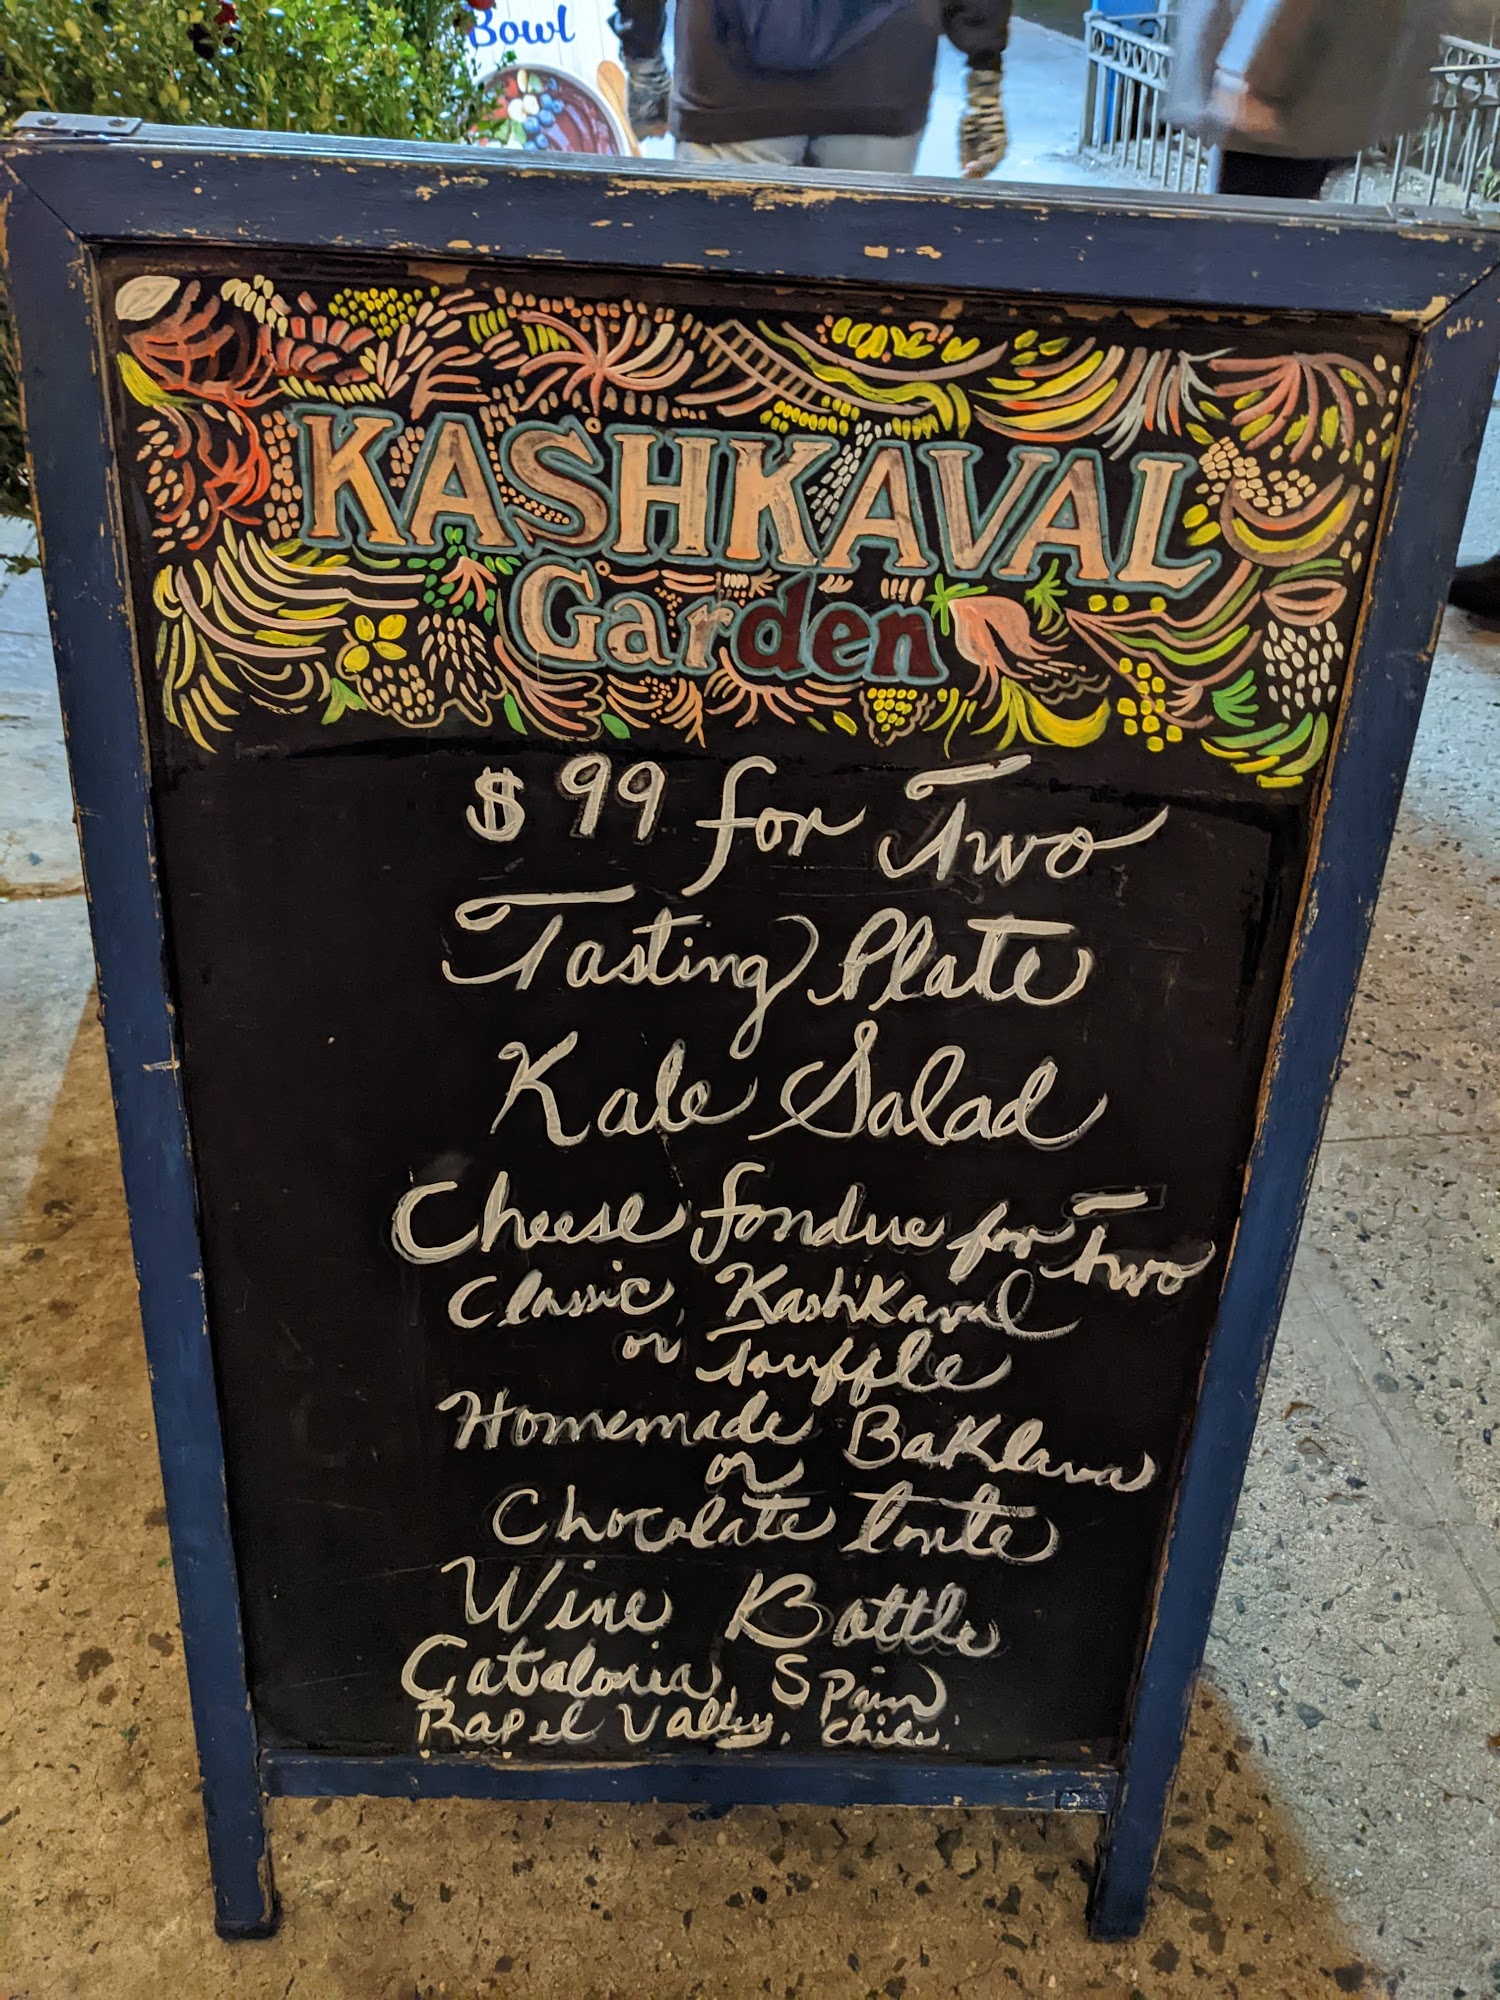 Bowl
KASHKAVAL
Garden
$99 for Two
Tasting Plate
Kale Salad
Cheese fondue for Two
Classic, Kashkaval
or Truffle
Homemade Baklava
or
Chocolate torte
Wine Bottle
Catalonia, Spain
Rapel Valley, Chile.